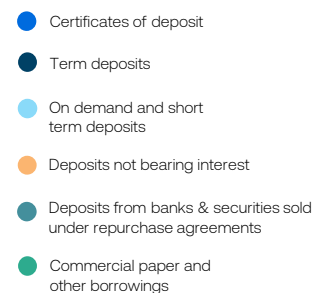 Certificates of deposit
Term deposits
On demand and short
term deposits
Deposits not bearing interest
Deposits from banks & securities sold
under repurchase agreements
Commercial paper and
other borrowings